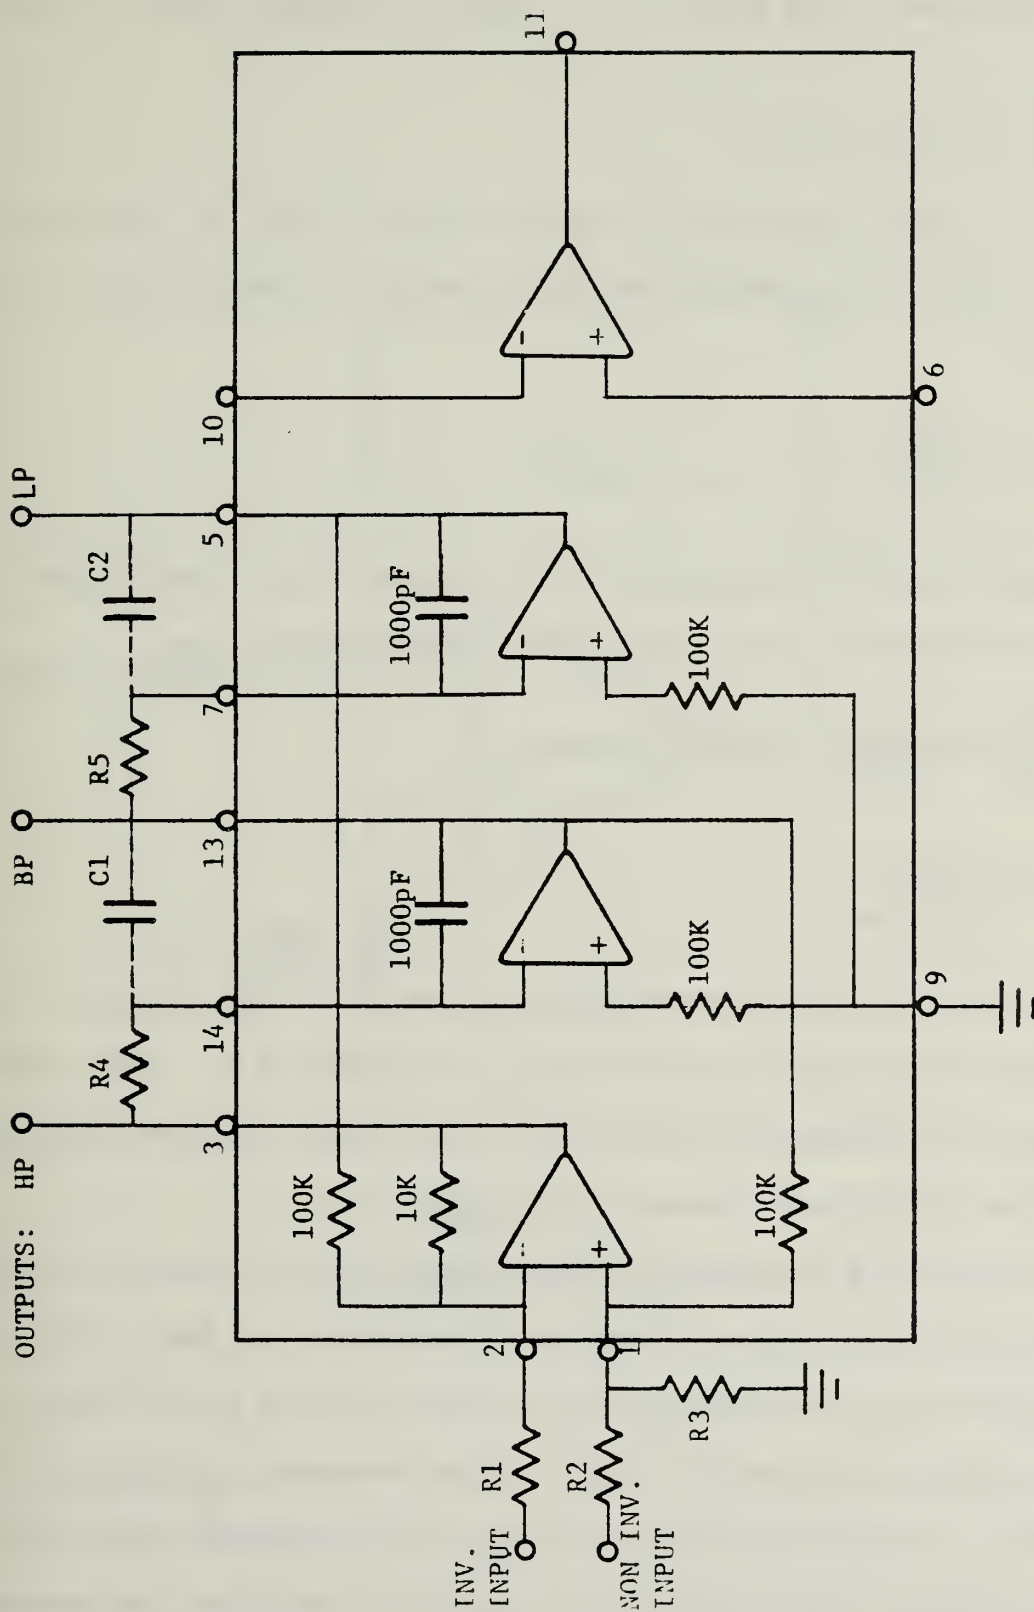 OUTPUTS:
HP
BP
LP
R4
C1
R5
C2
3
14
13
7
5
10
11
100K
10K
1000pF
1000pF
-
+
-
+
-
+
-
+
100K
100K
100K
2
1
R1
R2
R3
INV.
INPUT
NON INV.
INPUT
9
6